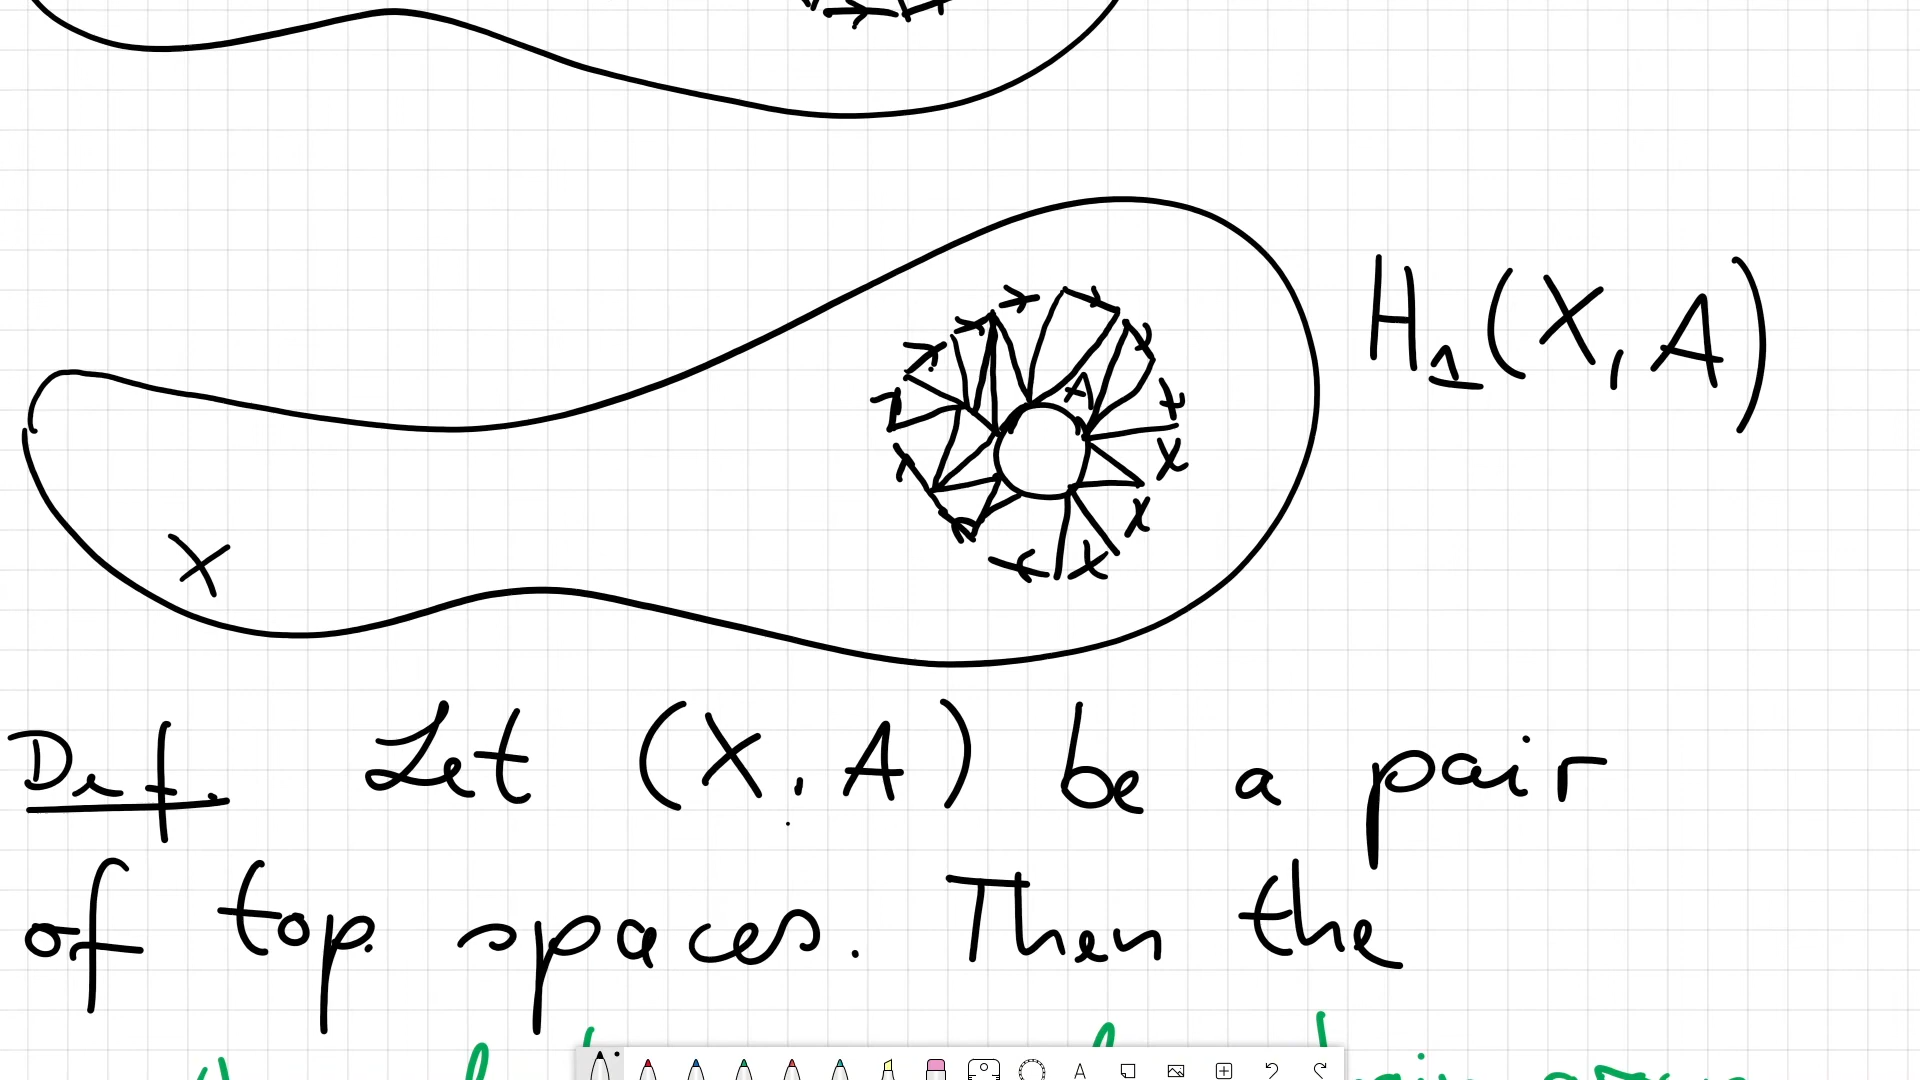 A
H₁(X, A)
X
Def. Let (X, A) be a pair
of top. spaces. Then the